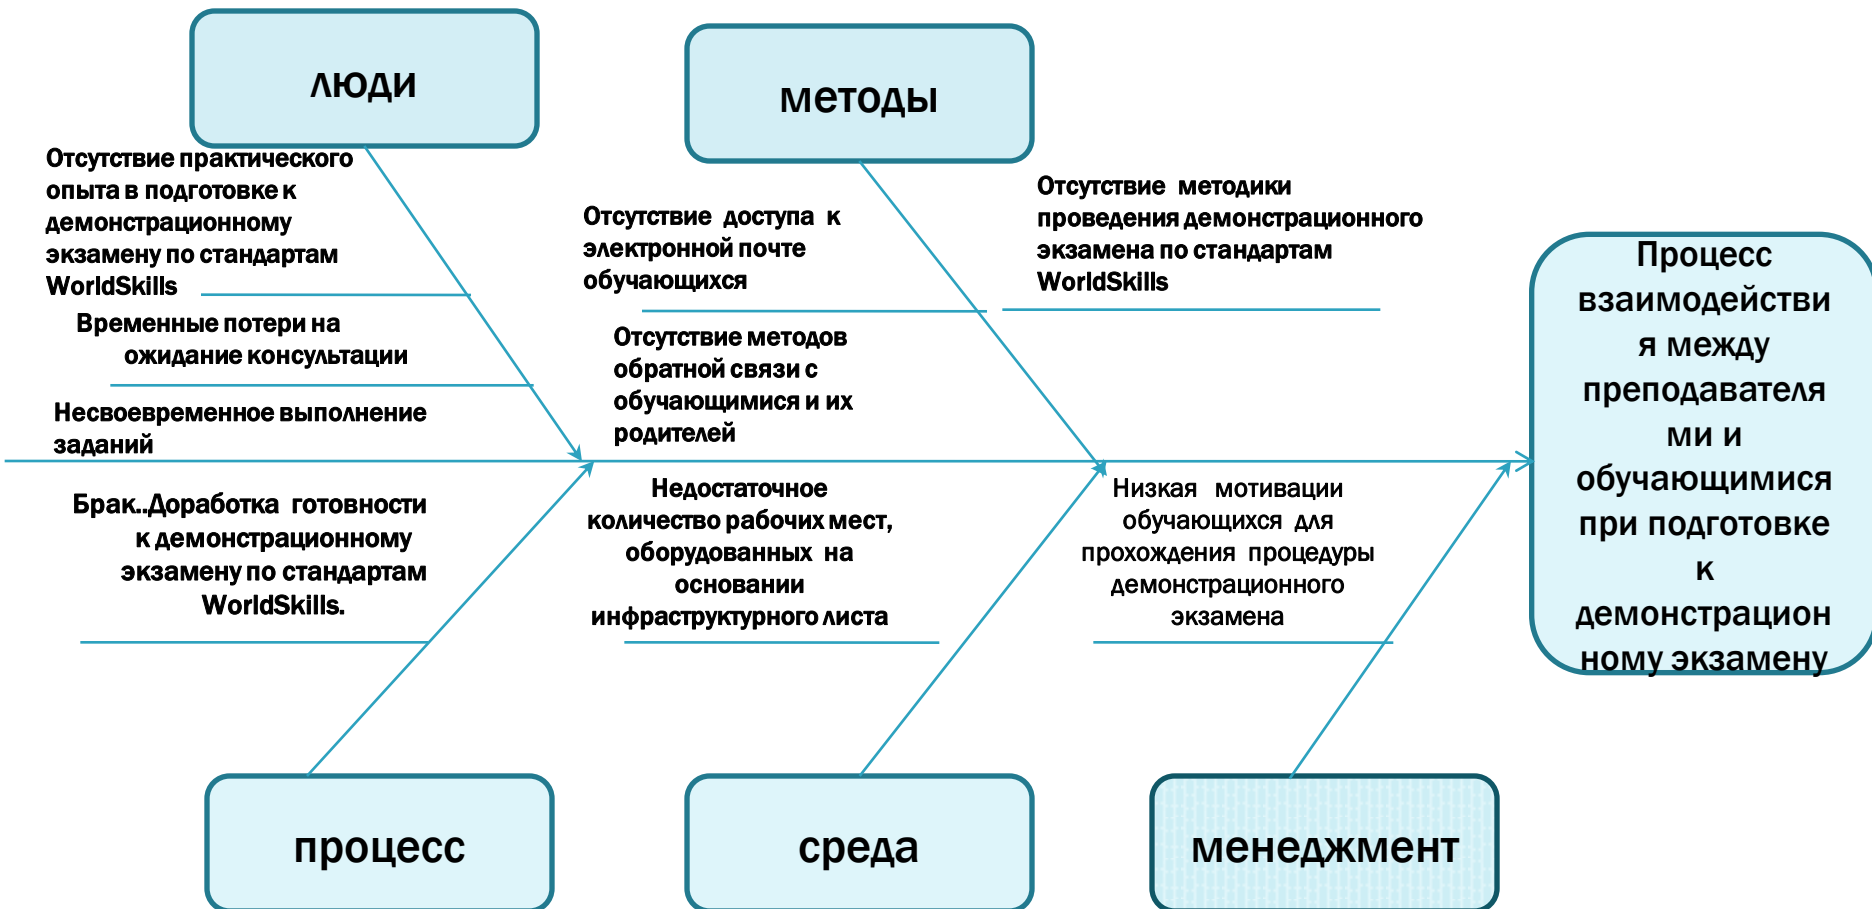 люди
методы
Отсутствие практического
опыта в подготовке к
демонстрационному
экзамену по стандартам
WorldSkills
Временные потери на
ожидание консультации
Несвоевременное выполнение
заданий
Отсутствие доступа к
электронной почте
обучающихся
Отсутствие методов
обратной связи с
обучающимися и их
родителей
Отсутствие методики
проведения демонстрационного
экзамена по стандартам
WorldSkills
Процесс
взаимодействи
я между
преподавателя
ми и
обучающимися
при подготовке
к
демонстрацион
ному экзамену
Брак..Доработка готовности
к демонстрационному
экзамену по стандартам
WorldSkills.
Недостаточное
количество рабочих мест,
оборудованных на
основании
инфраструктурного листа
Низкая мотивации
обучающихся для
прохождения процедуры
демонстрационного
экзамена
процесс
среда
менеджмент